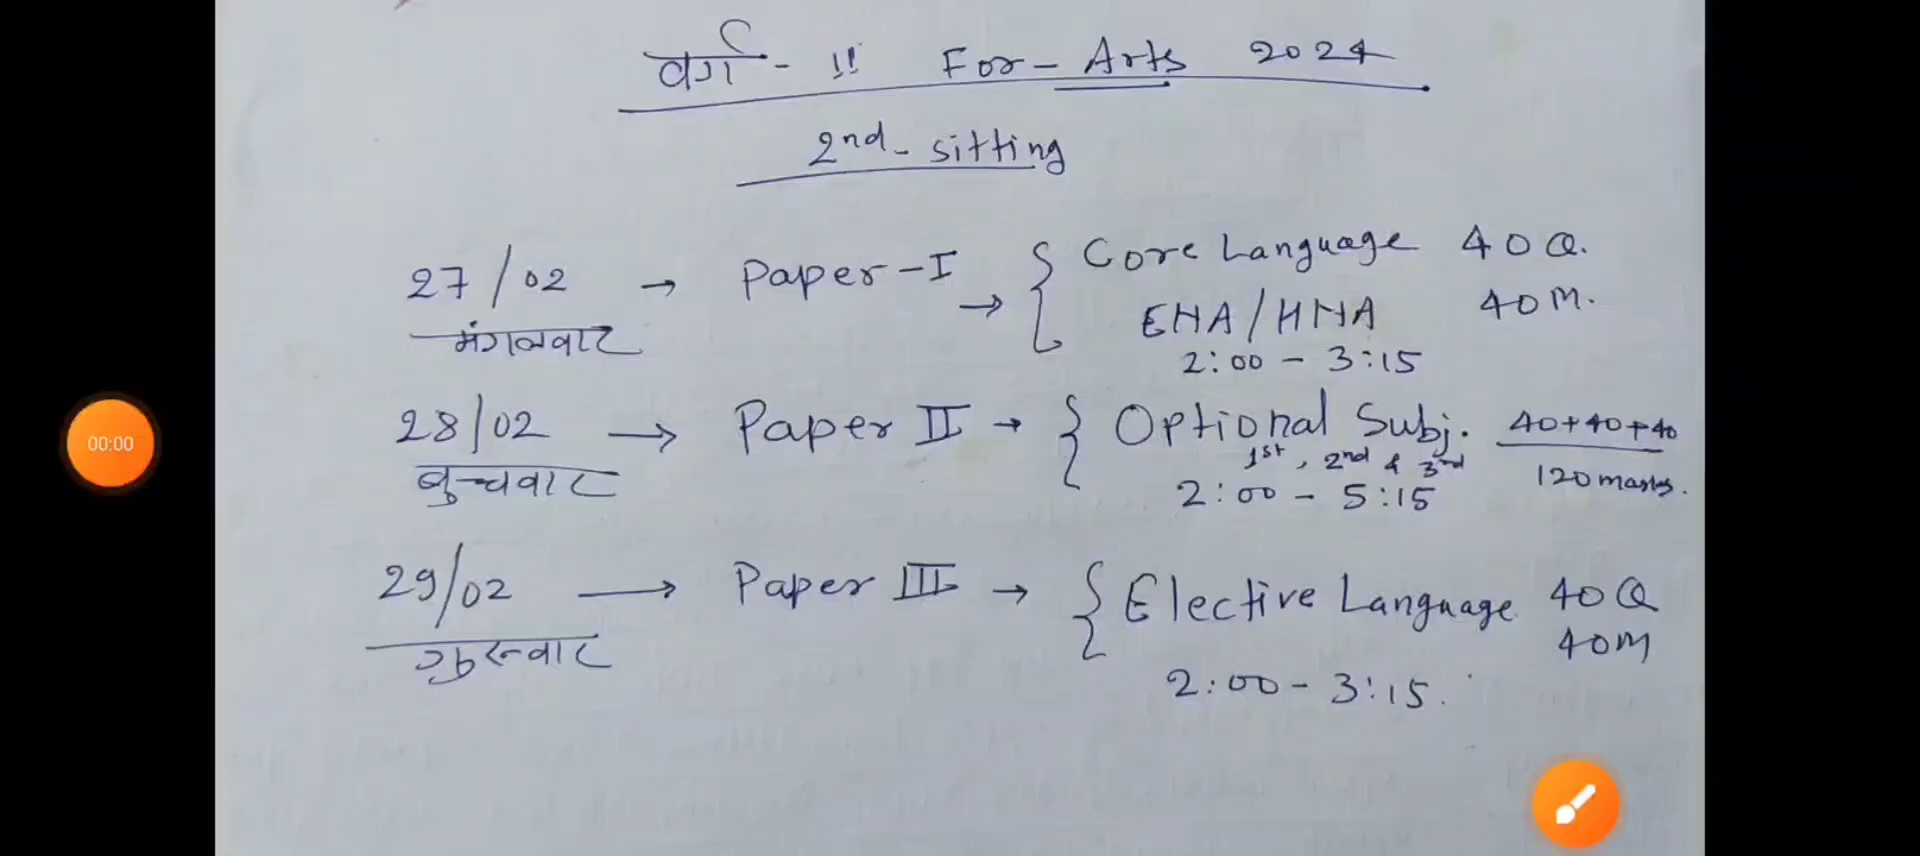 वर्ग - 11 For - Arts 2024
2nd - sitting
27/02 → Paper - I → { Core Language 40 Q.
मंगलवार ENA/HNA 40 M.
2:00 - 3:15
28/02 → Paper II → { Optional Subj. 40+40+40
बुधवार 1st, 2nd & 3rd 120 marks.
2:00 - 5:15
29/02 → Paper III → { Elective Language 40 Q
गुरुवार 40 M
2:00 - 3:15.
00:00